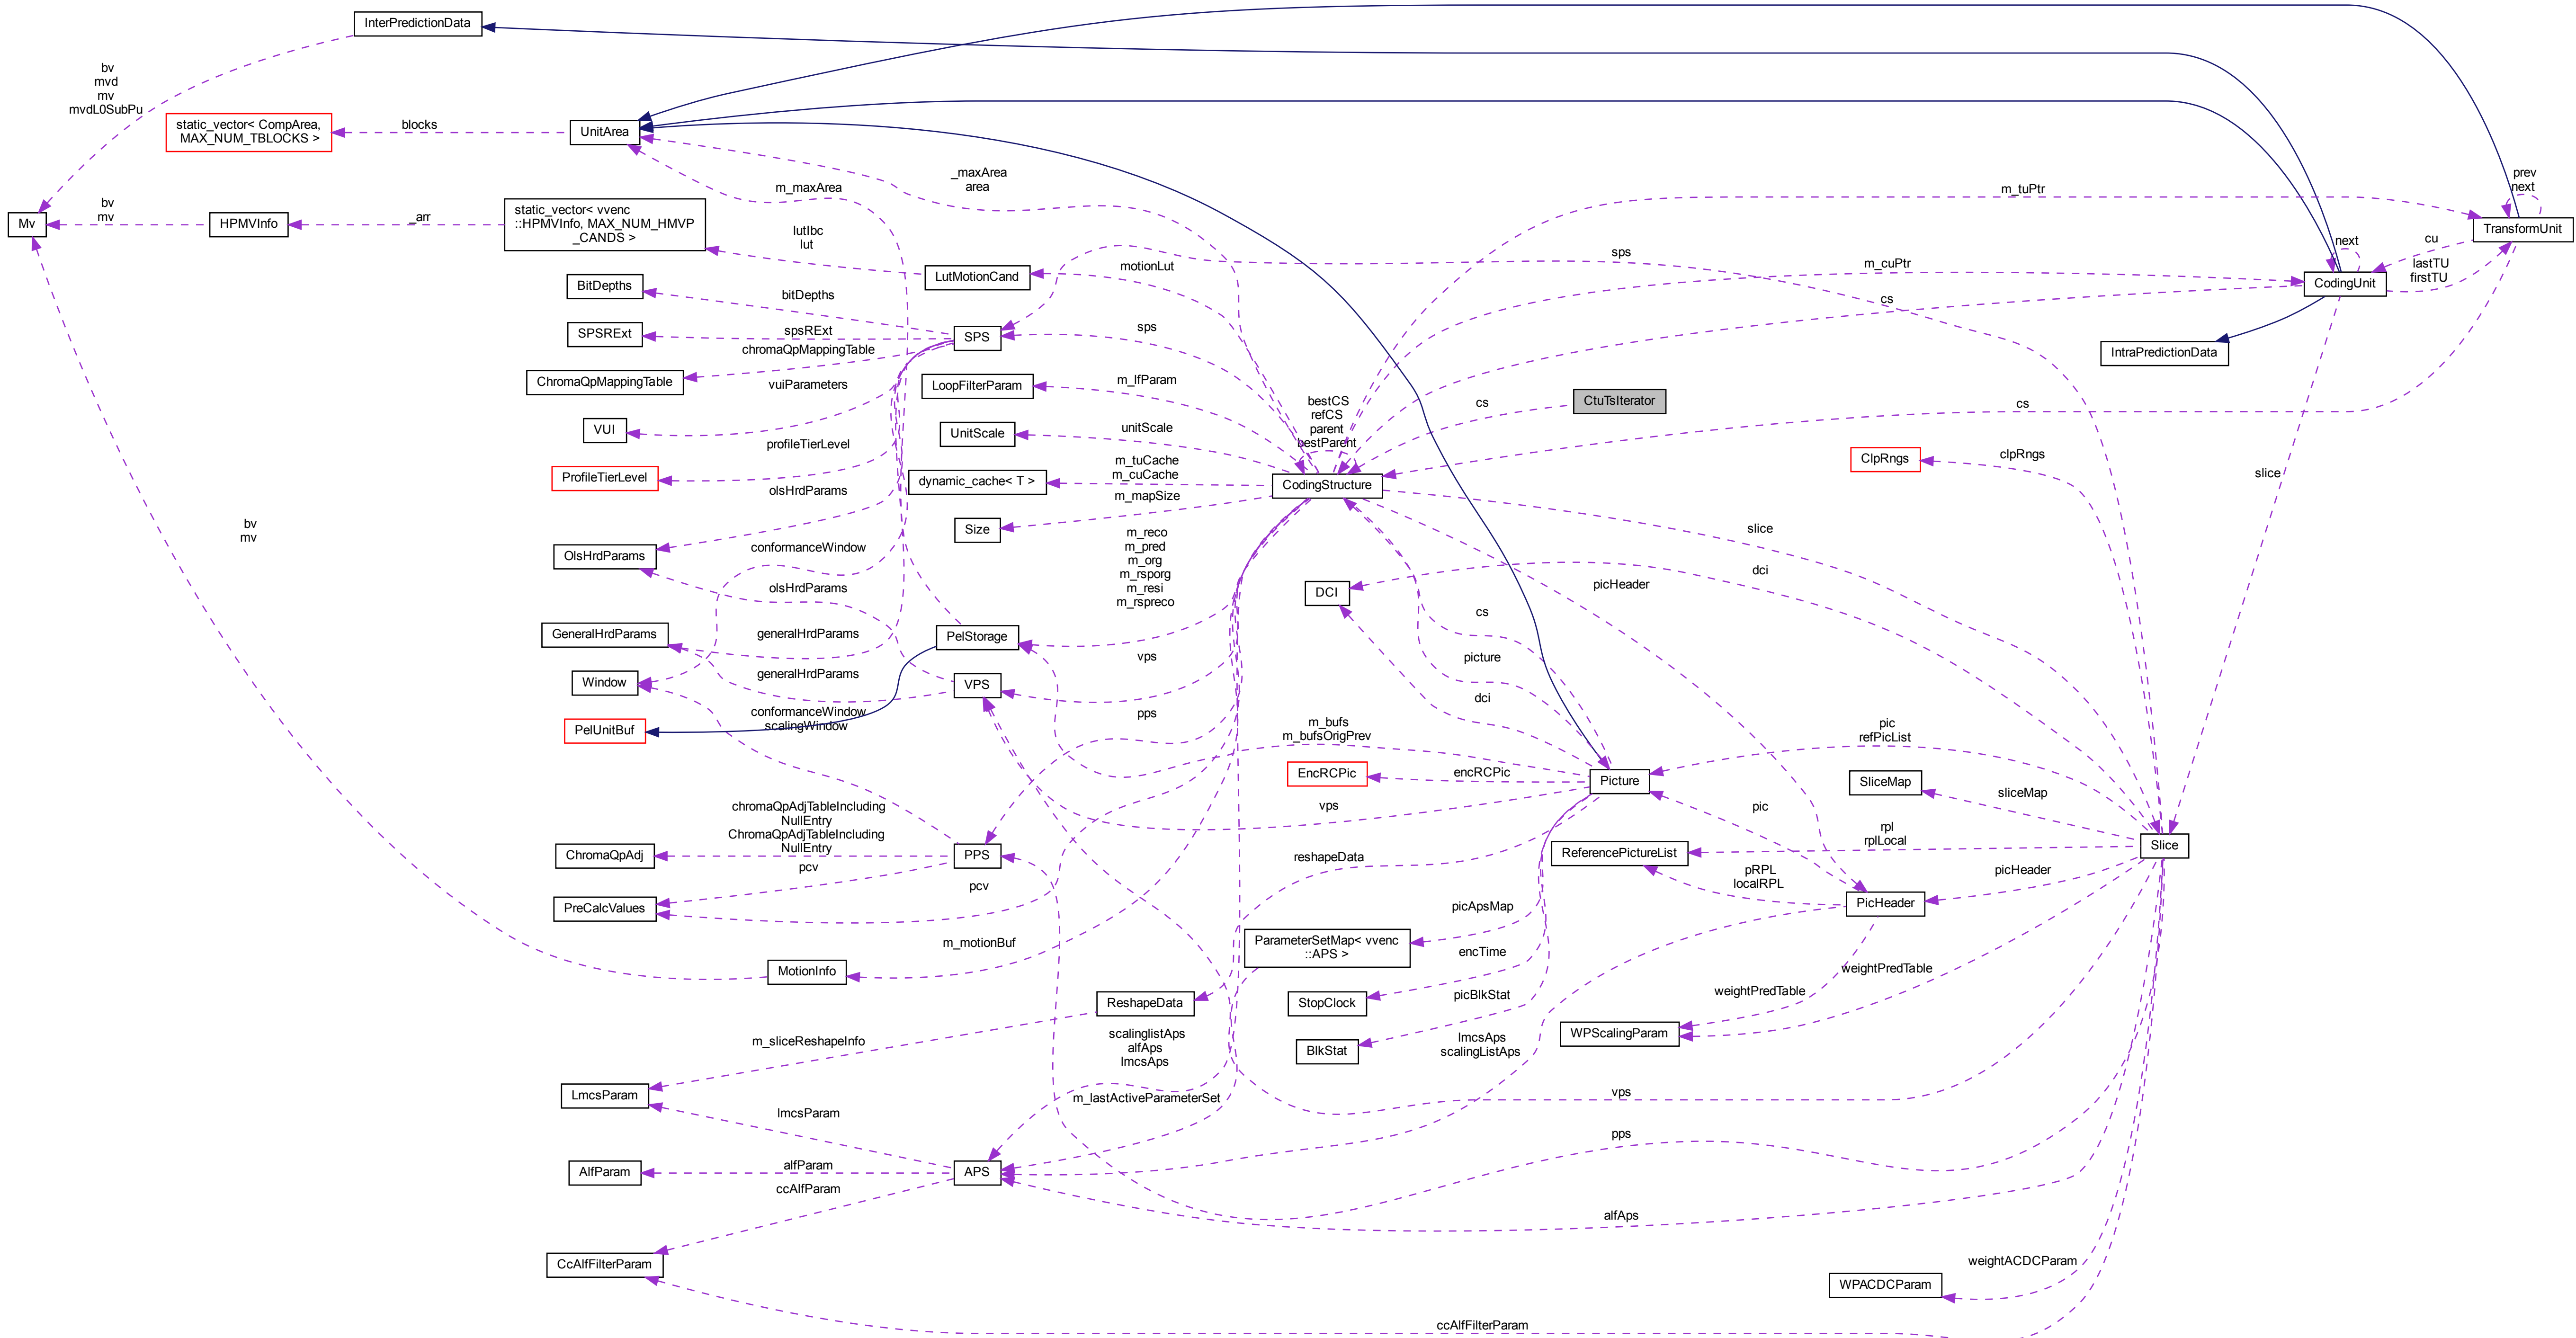 InterPredictionData
bv
mvd
mv
mvdL0SubPu
static_vector< CompArea,
MAX_NUM_TBLOCKS >
blocks
UnitArea
m_maxArea
_maxArea
area
m_tuPtr
prev
next
TransformUnit
Mv
bv
mv
HPMVInfo
_arr
static_vector< vvenc
::HPMVInfo, MAX_NUM_HMVP
_CANDS >
lutIbc
lut
LutMotionCand
motionLut
sps
m_cuPtr
cs
next
CodingUnit
cu
lastTU
firstTU
BitDepths
bitDepths
SPSRExt
spsRExt
SPS
sps
chromaQpMappingTable
ChromaQpMappingTable
IntraPredictionData
LoopFilterParam
m_lfParam
vuiParameters
VUI
CtuTsIterator
cs
cs
UnitScale
unitScale
bestCS
refCS
parent
bestParent
profileTierLevel
ProfileTierLevel
dynamic_cache< T >
m_tuCache
m_cuCache
CodingStructure
ClpRngs
clpRngs
slice
olsHrdParams
Size
m_mapSize
slice
OlsHrdParams
conformanceWindow
m_reco
m_pred
m_org
m_rsporg
m_resi
m_rspreco
bv
mv
olsHrdParams
DCI
dci
picHeader
cs
GeneralHrdParams
generalHrdParams
PelStorage
vps
picture
Window
generalHrdParams
VPS
dci
PelUnitBuf
conformanceWindow
scalingWindow
pps
m_bufs
m_bufsOrigPrev
pic
refPicList
EncRCPic
encRCPic
Picture
SliceMap
sliceMap
vps
pic
chromaQpAdjTableIncluding
NullEntry
ChromaQpAdjTableIncluding
NullEntry
ChromaQpAdj
PPS
pcv
reshapeData
ReferencePictureList
rpl
rplLocal
Slice
pRPL
localRPL
picHeader
PreCalcValues
pcv
picApsMap
PicHeader
m_motionBuf
ParameterSetMap< vvenc
::APS >
encTime
MotionInfo
weightPredTable
weightPredTable
ReshapeData
StopClock
picBlkStat
WPScalingParam
m_sliceReshapeInfo
scalinglistAps
alfAps
lmcsAps
BlkStat
lmcsAps
scalingListAps
LmcsParam
lmcsParam
m_lastActiveParameterSet
vps
pps
AlfParam
alfParam
APS
ccAlfParam
alfAps
CcAlfFilterParam
WPACDCParam
weightACDCParam
ccAlfFilterParam